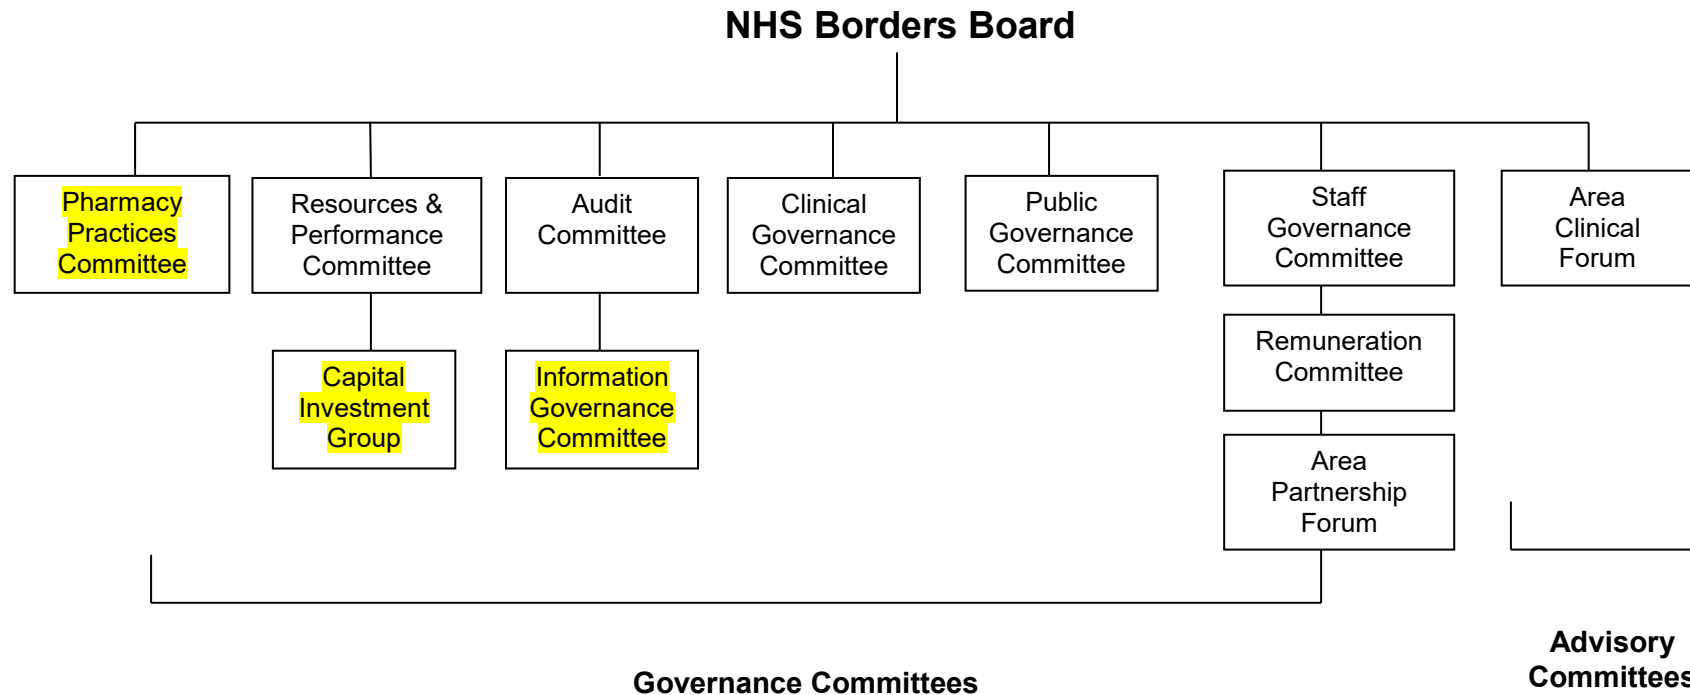 NHS Borders Board
Pharmacy
Practices
Committee
Resources &
Performance
Committee
Audit
Committee
Clinical
Governance
Committee
Public
Governance
Committee
Staff
Governance
Committee
Area
Clinical
Forum
Capital
Investment
Group
Information
Governance
Committee
Remuneration
Committee
Area
Partnership
Forum
Governance Committees
Advisory
Committees